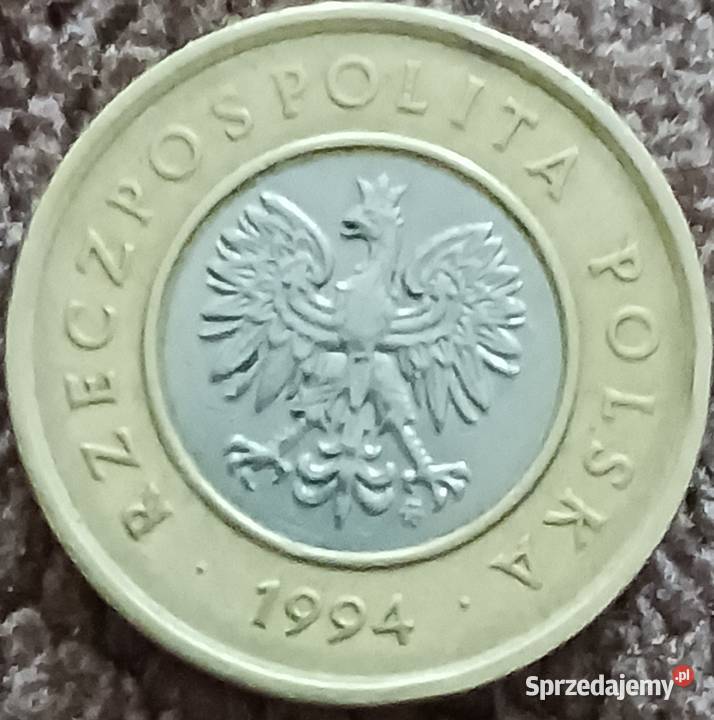 RZECZPOSPOLITA POLSKA
· 1994 ·
Sprzedajemy.pl